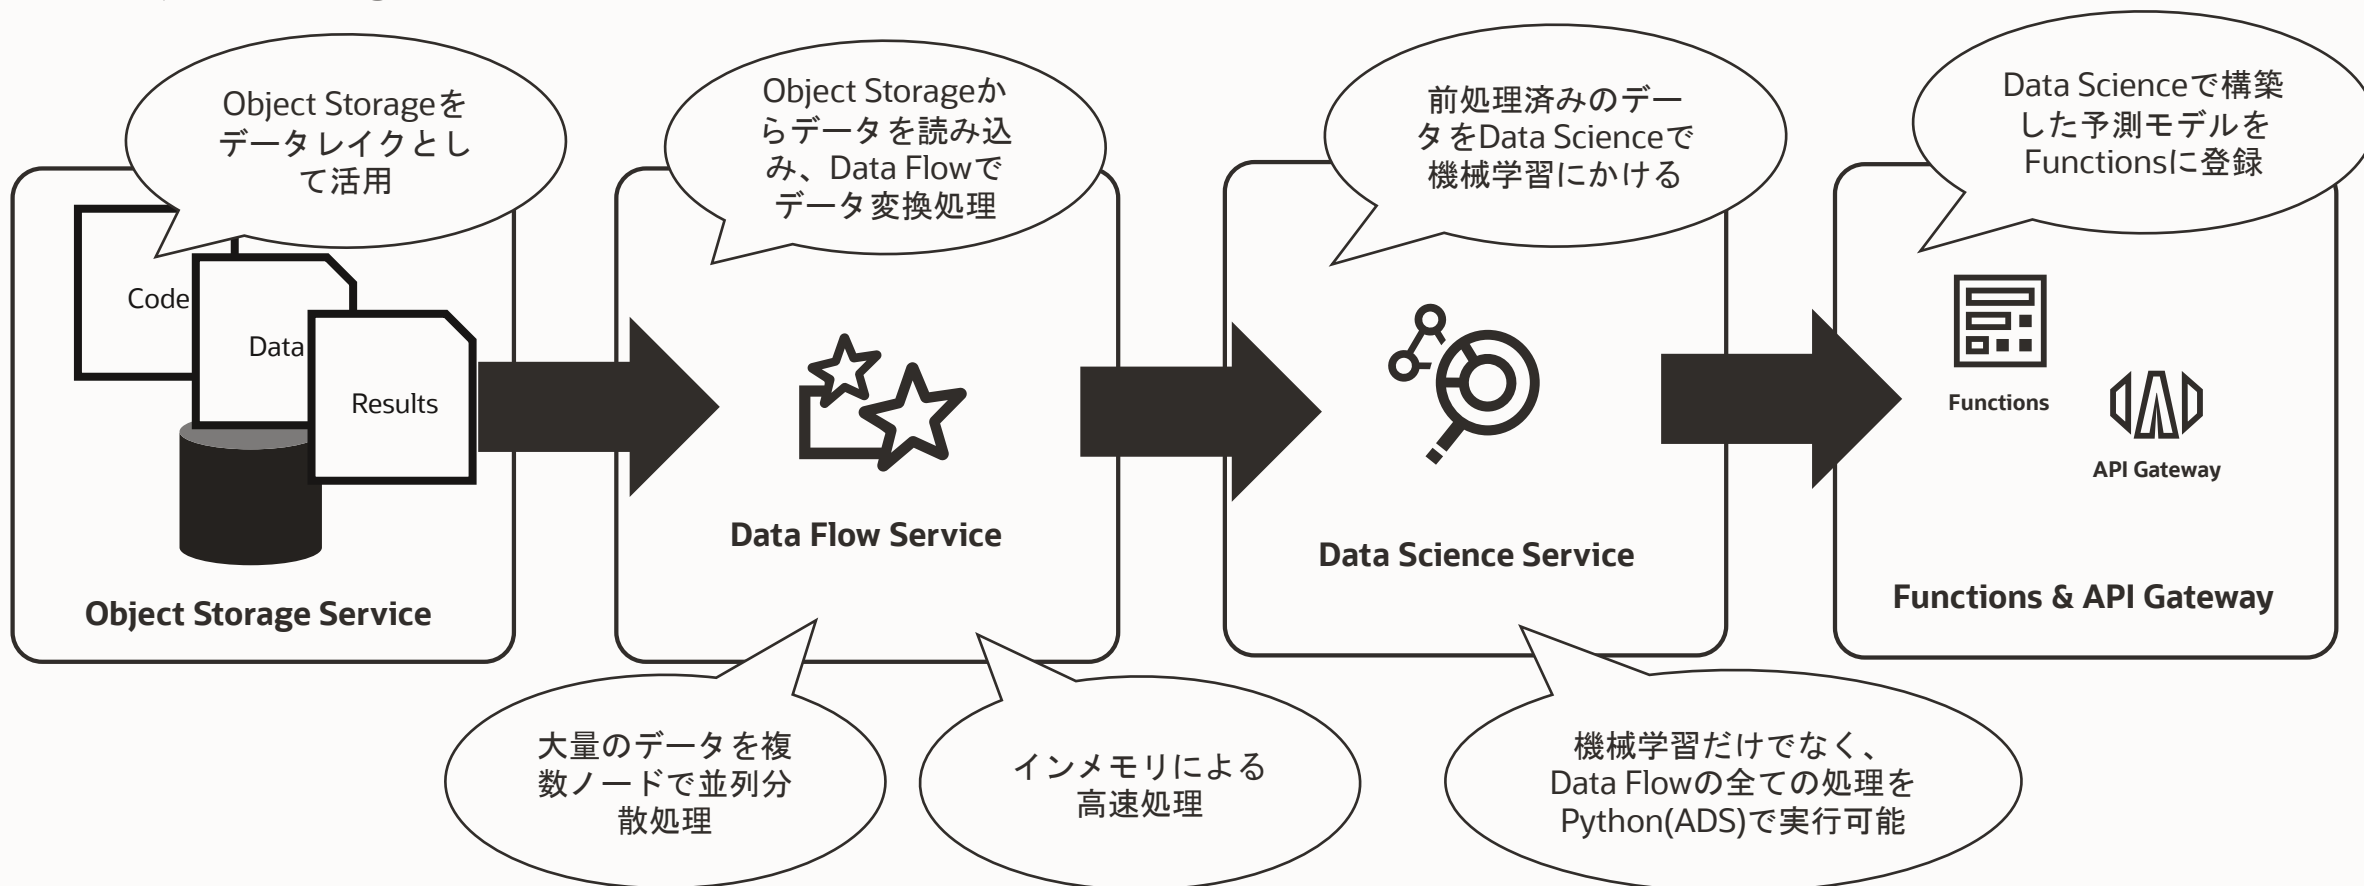 Object Storageを
データレイクとし
て活用
Object Storageか
らデータを読み込
み、Data Flowで
データ変換処理
前処理済みのデー
タをData Scienceで
機械学習にかける
Data Scienceで構築
した予測モデルを
Functionsに登録
Code
Data
Results
Object Storage Service
Data Flow Service
Data Science Service
Functions
API Gateway
Functions & API Gateway
大量のデータを複
数ノードで並列分
散処理
インメモリによる
高速処理
機械学習だけでなく、
Data Flowの全ての処理を
Python(ADS)で実行可能